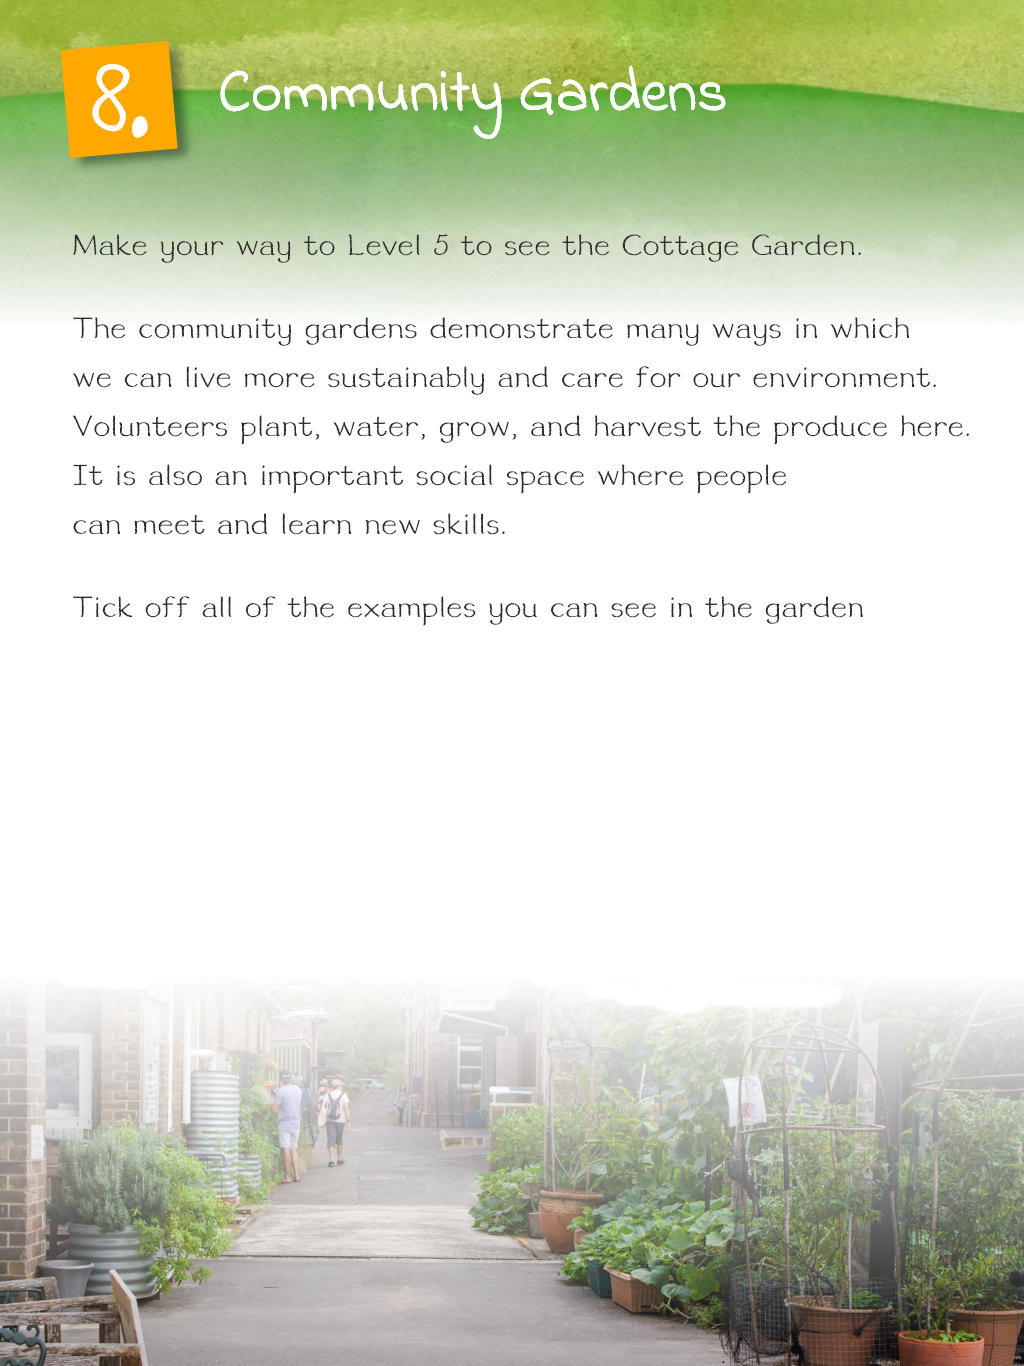 8.
Community Gardens
Make your way to Level 5 to see the Cottage Garden.
The community gardens demonstrate many ways in which
we can live more sustainably and care for our environment.
Volunteers plant, water, grow, and harvest the produce here.
It is also an important social space where people
can meet and learn new skills.
Tick off all of the examples you can see in the garden